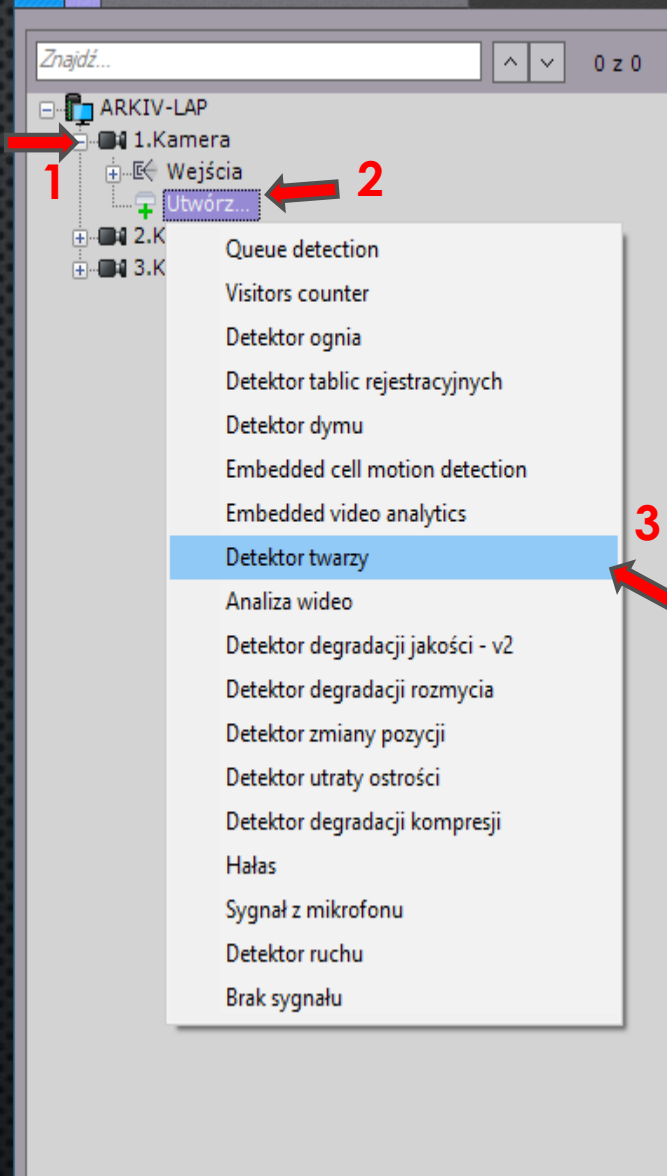 Znajdź...
0 z 0
ARKIV-LAP
1.Kamera
1
Wejścia
2
Utwórz...
2.K
3.K
Queue detection
Visitors counter
Detektor ognia
Detektor tablic rejestracyjnych
Detektor dymu
Embedded cell motion detection
Embedded video analytics
3
Detektor twarzy
Analiza wideo
Detektor degradacji jakości - v2
Detektor degradacji rozmycia
Detektor zmiany pozycji
Detektor utraty ostrości
Detektor degradacji kompresji
Hałas
Sygnał z mikrofonu
Detektor ruchu
Brak sygnału